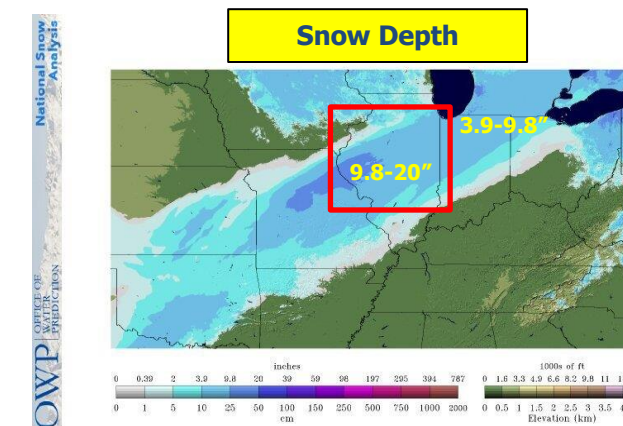 National Snow
Analysis
OWP
OFFICE OF
WATER
PREDICTION
Snow Depth
3.9-9.8"
9.8-20"
inches
0 0.39 2 3.9 9.8 20 39 59 98 197 295 394 787
0 1 5 10 25 50 100 150 250 500 750 1000 2000
cm
1000s of ft
0 1.6 3.3 4.9 6.6 8.2 9.8 11
0 0.5 1 1.5 2 2.5 3 3.5
Elevation (km)